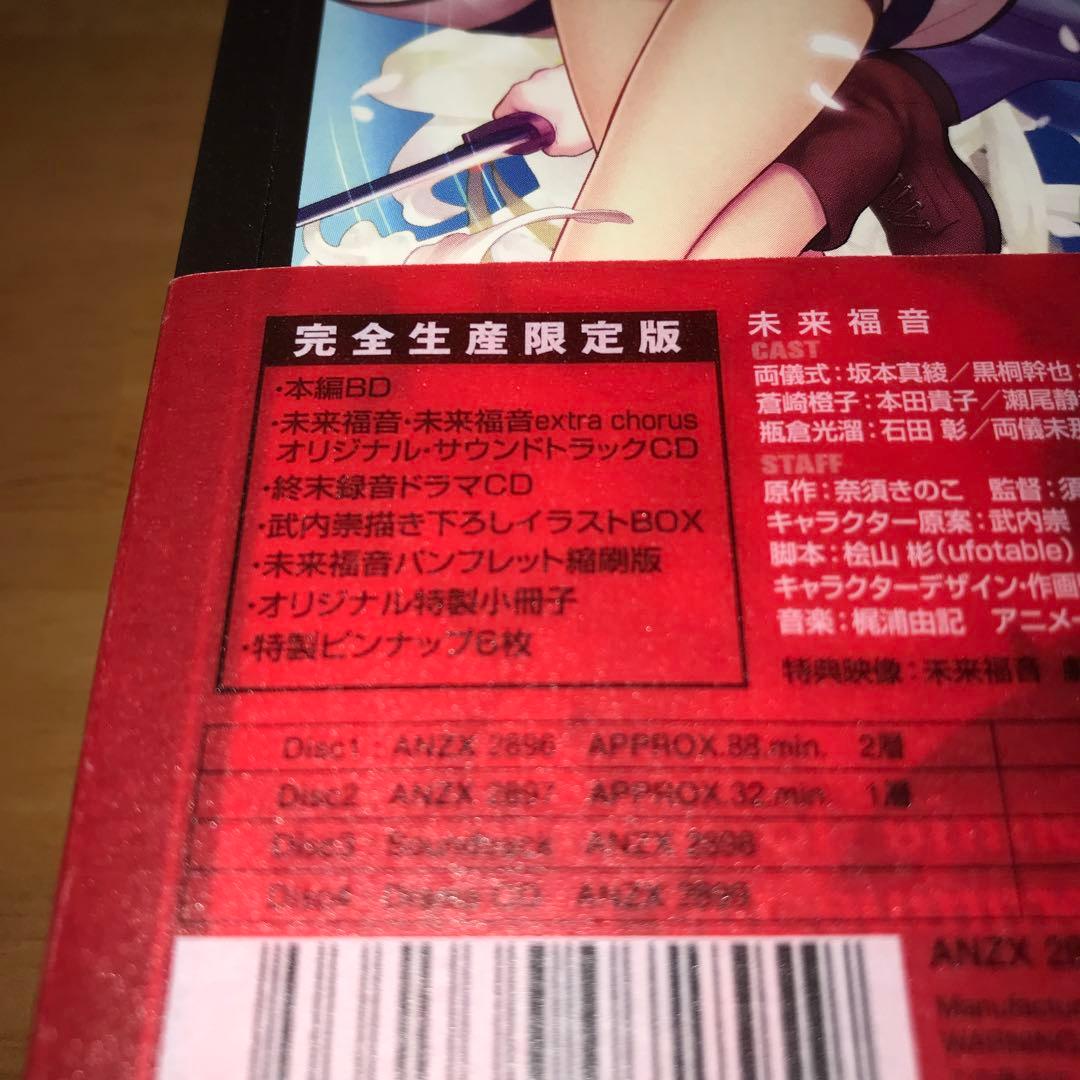 完全生産限定版
・本編BD
・未来福音・未来福音extra chorus
オリジナル・サウンドトラックCD
・終末録音ドラマCD
・武内崇描き下ろしイラストBOX
・未来福音パンフレット縮刷版
・オリジナル特製小冊子
・特製ピンナップ6枚
未来福音
CAST
両儀式：坂本真綾／黒桐幹也：
蒼崎橙子：本田貴子／瀬尾静
瓶倉光溜：石田 彰／両儀未那
STAFF
原作：奈須きのこ 監督：須
キャラクター原案：武内崇
脚本：桧山 彬（ufotable）
キャラクターデザイン・作画
音楽：梶浦由記 アニメー
特典映像：未来福音
Disc1 : ANZX 2896 APPROX.88 min. 2層
Disc2 ANZX 2897 APPROX.32 min. 1層
Disc3 Soundtrack ANZX 2898
Disc4 Drama CD ANZX 2899
ANZX 28
Manufactu
WARNING